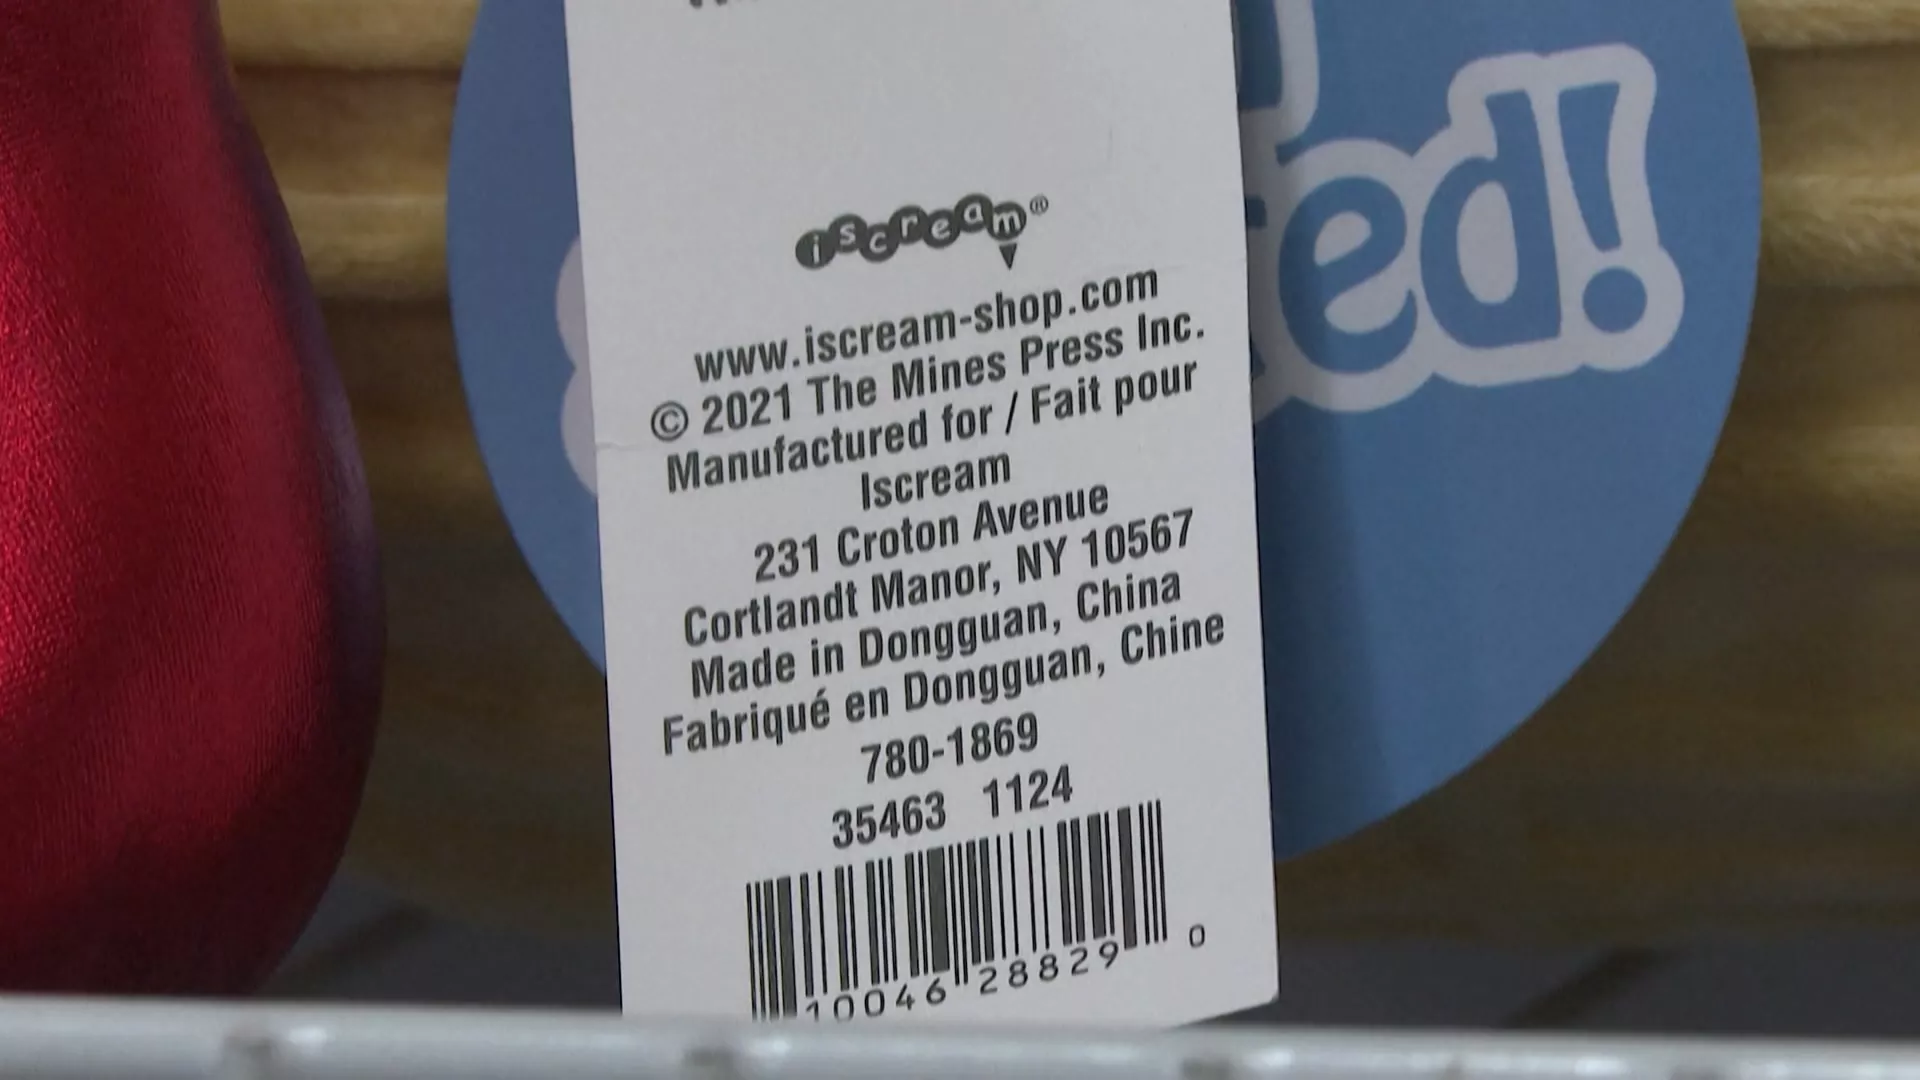 iscream®
www.iscream-shop.com
© 2021 The Mines Press Inc.
Manufactured for / Fait pour
Iscream
231 Croton Avenue
Cortlandt Manor, NY 10567
Made in Dongguan, China
Fabriqué en Dongguan, Chine
780-1869
35463 1124
10046 28829 0
ed!